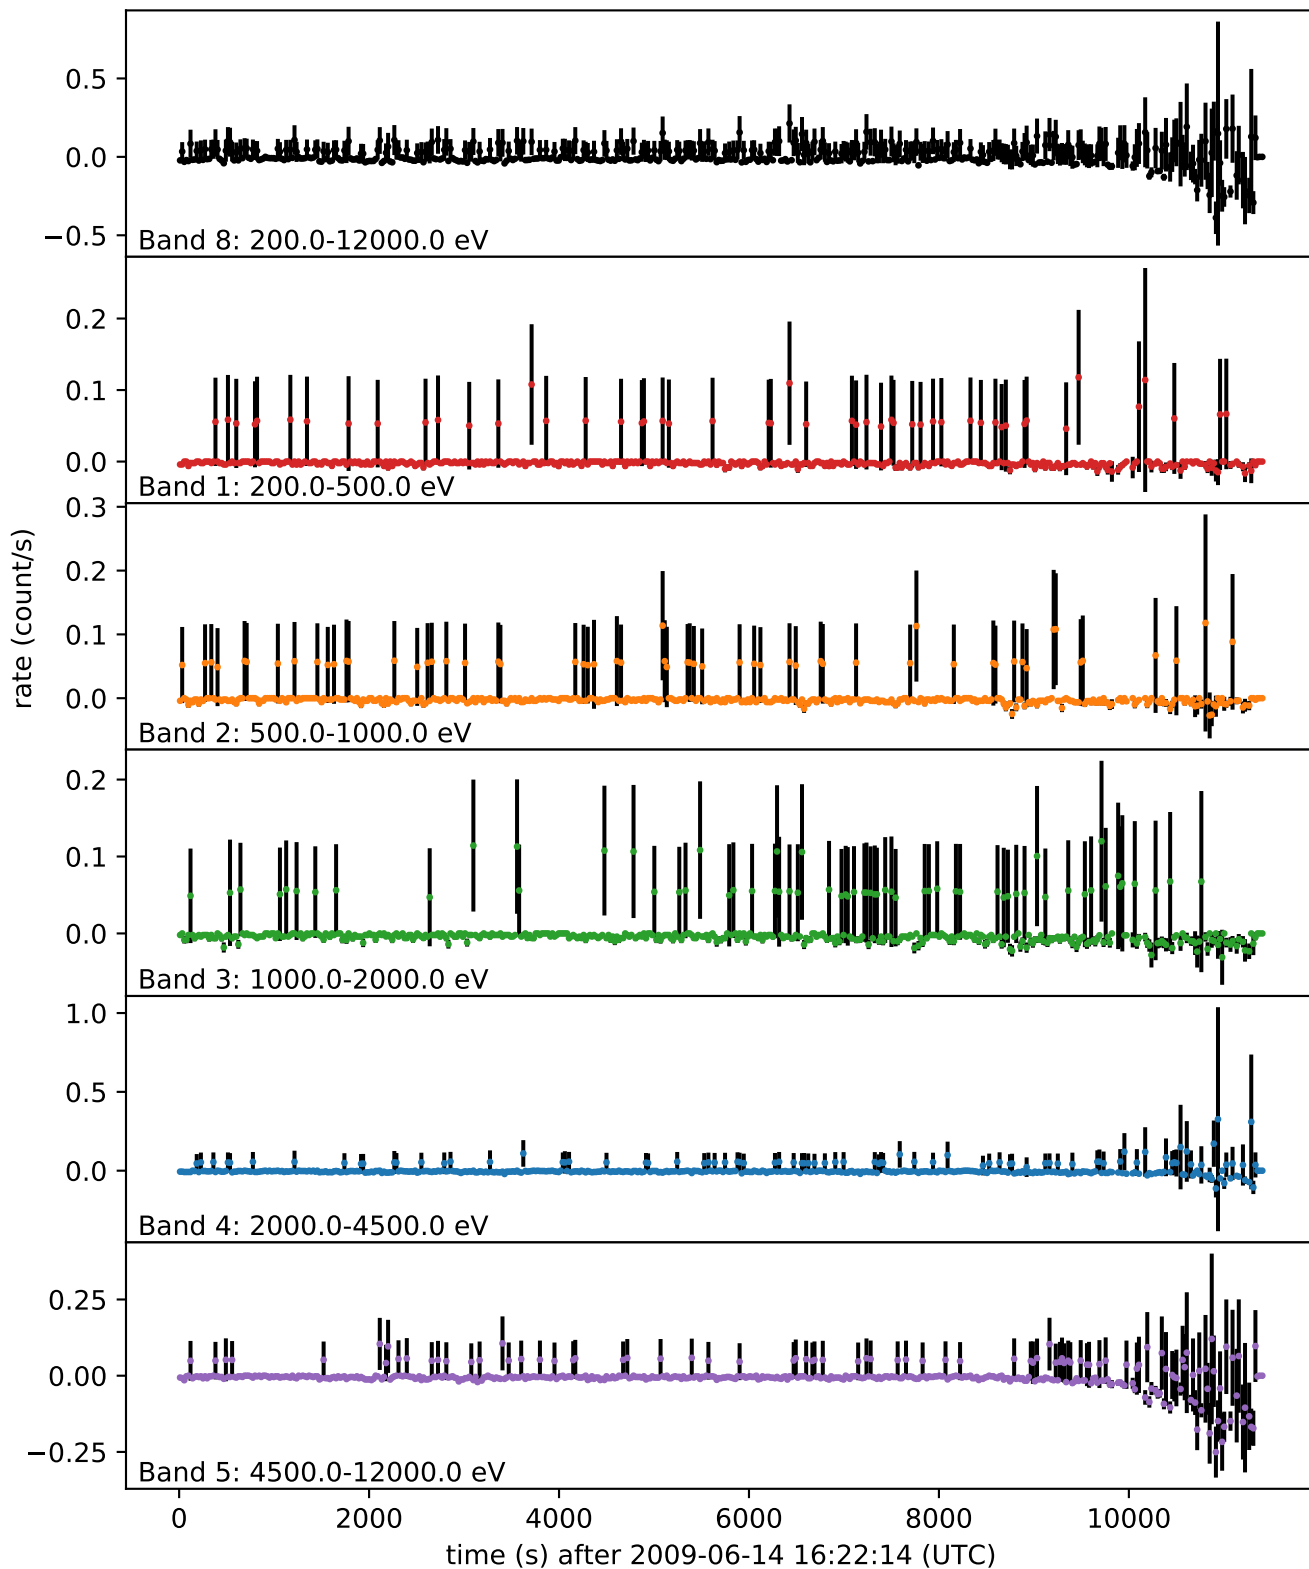 0.5
0.0
−0.5
Band 8: 200.0-12000.0 eV
0.2
0.1
0.0
Band 1: 200.0-500.0 eV
0.3
0.2
0.1
0.0
Band 2: 500.0-1000.0 eV
rate (count/s)
0.2
0.1
0.0
Band 3: 1000.0-2000.0 eV
1.0
0.5
0.0
Band 4: 2000.0-4500.0 eV
0.25
0.00
−0.25
Band 5: 4500.0-12000.0 eV
0 2000 4000 6000 8000 10000
time (s) after 2009-06-14 16:22:14 (UTC)